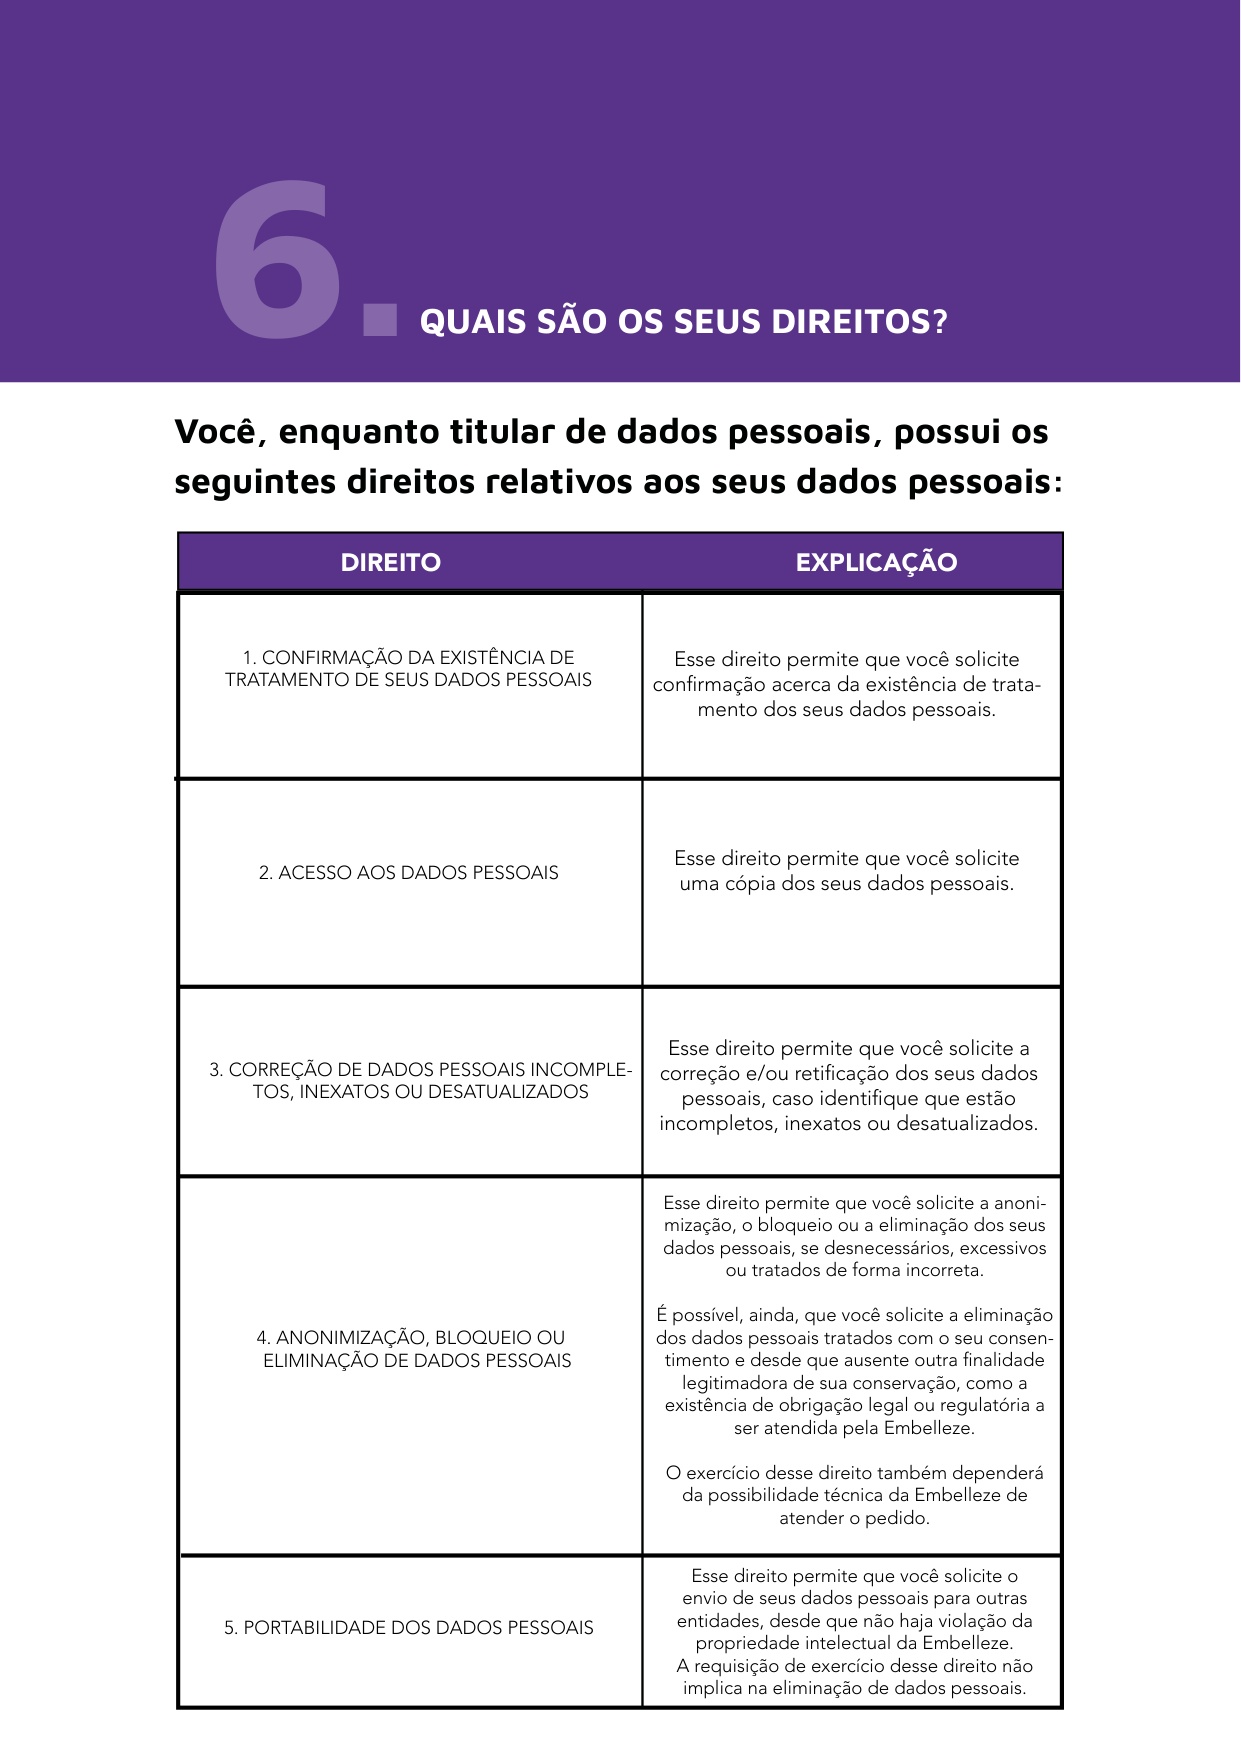 6. QUAIS SÃO OS SEUS DIREITOS?
Você, enquanto titular de dados pessoais, possui os
seguintes direitos relativos aos seus dados pessoais:
DIREITO
EXPLICAÇÃO
1. CONFIRMAÇÃO DA EXISTÊNCIA DE
TRATAMENTO DE SEUS DADOS PESSOAIS
Esse direito permite que você solicite
confirmação acerca da existência de trata-
mento dos seus dados pessoais.
2. ACESSO AOS DADOS PESSOAIS
Esse direito permite que você solicite
uma cópia dos seus dados pessoais.
3. CORREÇÃO DE DADOS PESSOAIS INCOMPLE-
TOS, INEXATOS OU DESATUALIZADOS
Esse direito permite que você solicite a
correção e/ou retificação dos seus dados
pessoais, caso identifique que estão
incompletos, inexatos ou desatualizados.
4. ANONIMIZAÇÃO, BLOQUEIO OU
ELIMINAÇÃO DE DADOS PESSOAIS
Esse direito permite que você solicite a anoni-
mização, o bloqueio ou a eliminação dos seus
dados pessoais, se desnecessários, excessivos
ou tratados de forma incorreta.
É possível, ainda, que você solicite a eliminação
dos dados pessoais tratados com o seu consen-
timento e desde que ausente outra finalidade
legitimadora de sua conservação, como a
existência de obrigação legal ou regulatória a
ser atendida pela Embelleze.
O exercício desse direito também dependerá
da possibilidade técnica da Embelleze de
atender o pedido.
5. PORTABILIDADE DOS DADOS PESSOAIS
Esse direito permite que você solicite o
envio de seus dados pessoais para outras
entidades, desde que não haja violação da
propriedade intelectual da Embelleze.
A requisição de exercício desse direito não
implica na eliminação de dados pessoais.